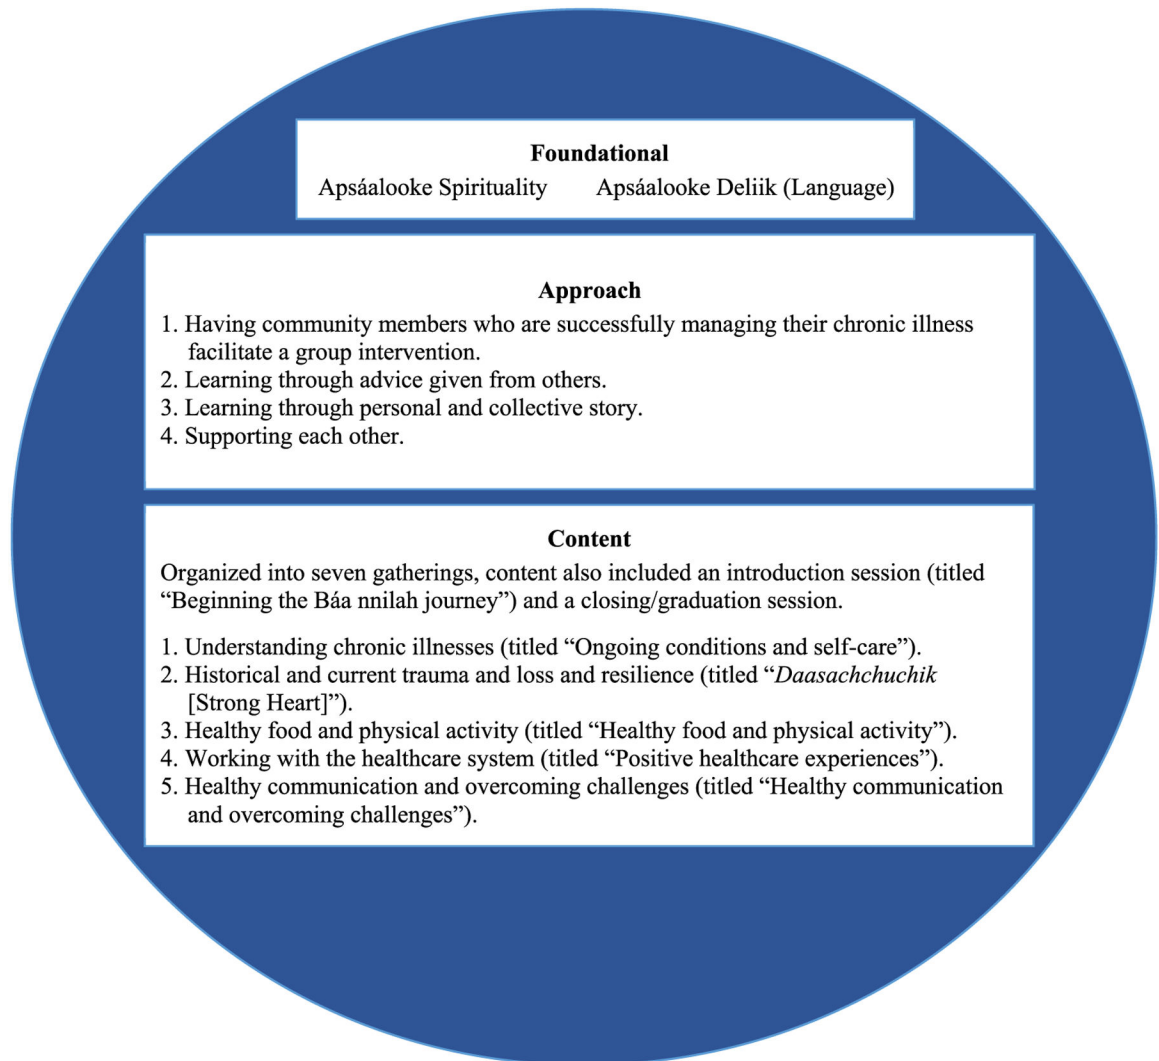 Foundational
Apsáalooke Spirituality Apsáalooke Deliik (Language)
Approach
1. Having community members who are successfully managing their chronic illness
facilitate a group intervention.
2. Learning through advice given from others.
3. Learning through personal and collective story.
4. Supporting each other.
Content
Organized into seven gatherings, content also included an introduction session (titled
“Beginning the Báa nnilah journey”) and a closing/graduation session.
1. Understanding chronic illnesses (titled “Ongoing conditions and self-care”).
2. Historical and current trauma and loss and resilience (titled “Daasachchuchik
[Strong Heart]”).
3. Healthy food and physical activity (titled “Healthy food and physical activity”).
4. Working with the healthcare system (titled “Positive healthcare experiences”).
5. Healthy communication and overcoming challenges (titled “Healthy communication
and overcoming challenges”).